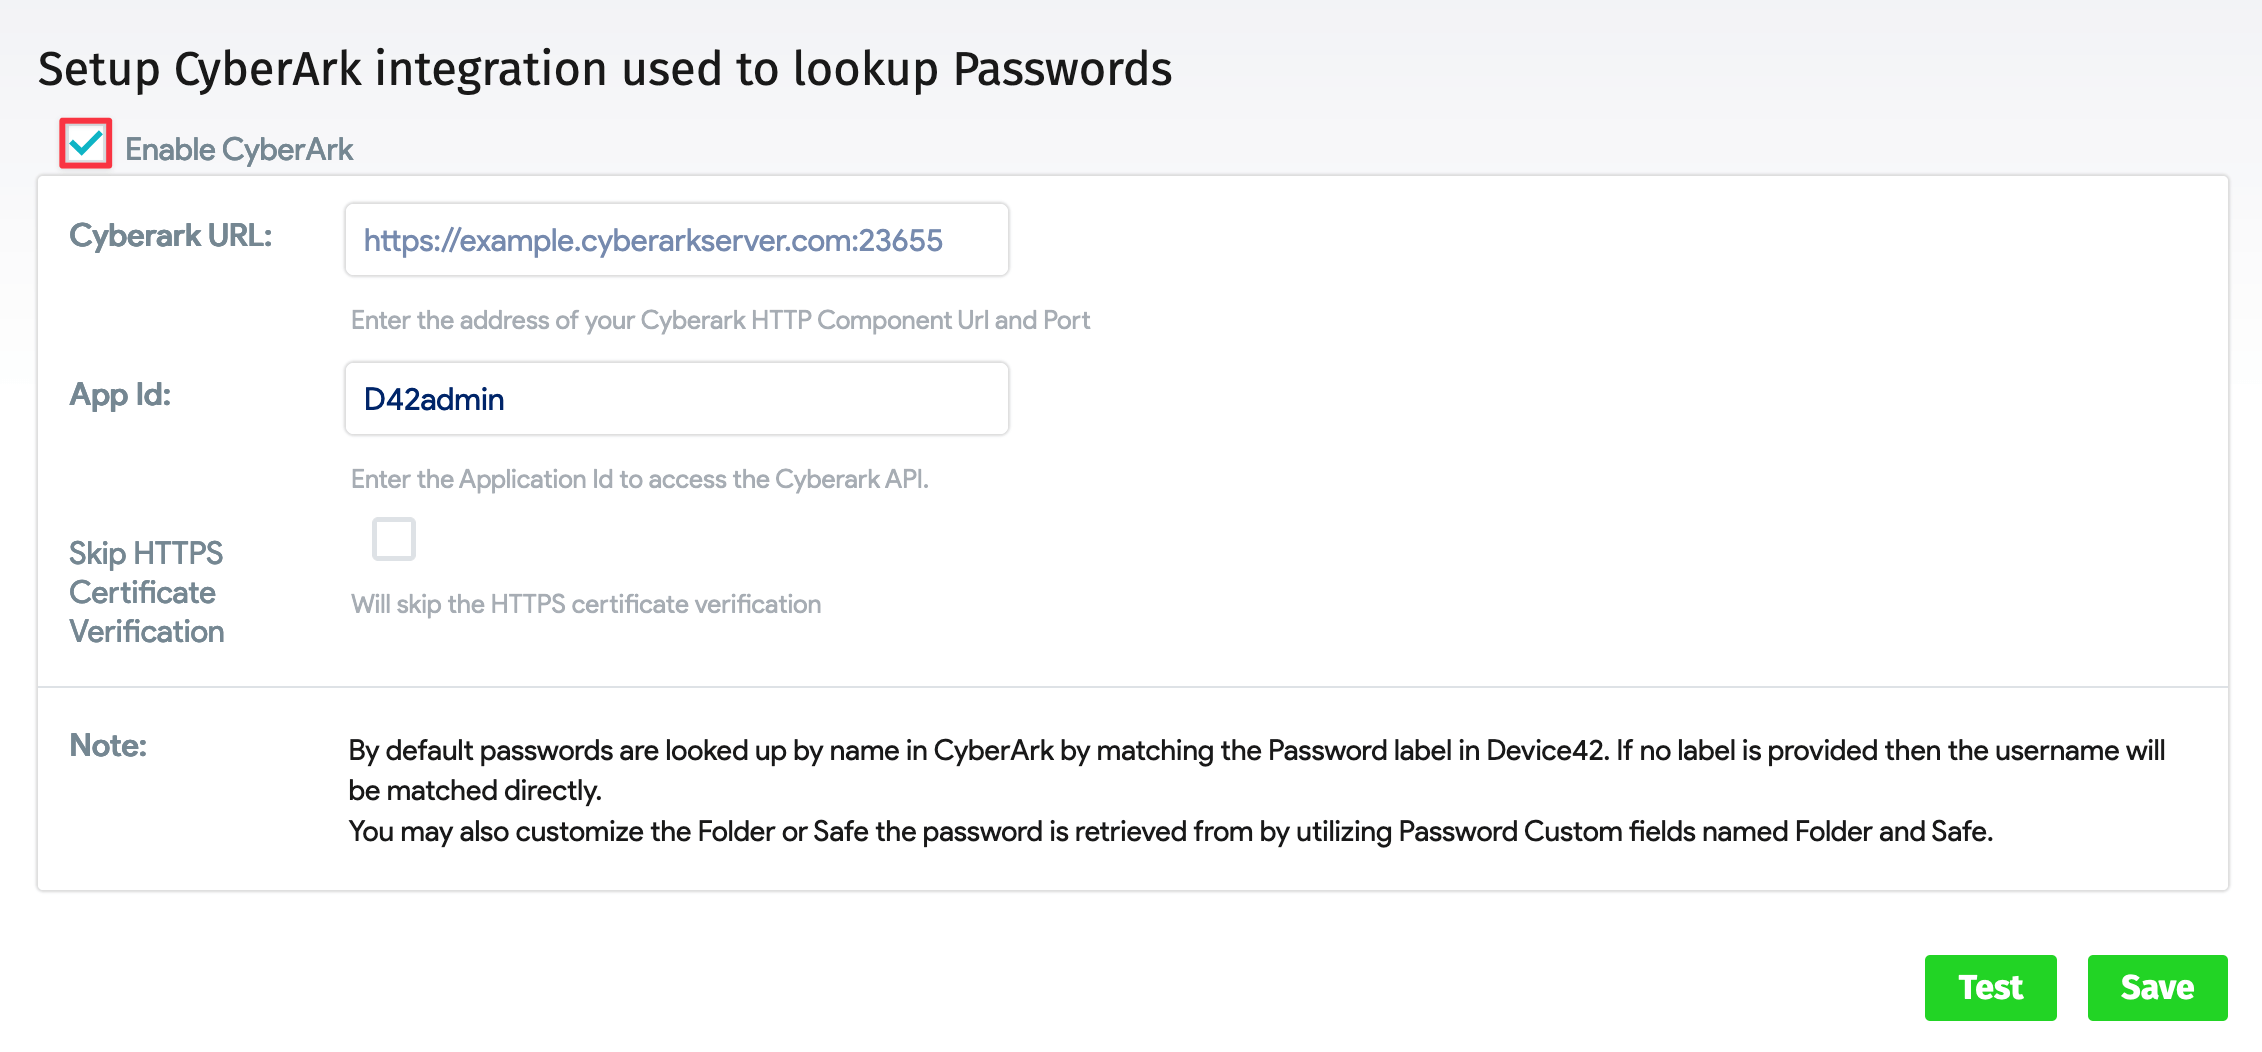 Setup CyberArk integration used to lookup Passwords
Enable CyberArk
Cyberark URL:
https://example.cyberarkserver.com:23655
Enter the address of your Cyberark HTTP Component Url and Port
App Id:
D42admin
Enter the Application Id to access the Cyberark API.
Skip HTTPS
Certificate
Verification
Will skip the HTTPS certificate verification
Note:
By default passwords are looked up by name in CyberArk by matching the Password label in Device42. If no label is provided then the username will
be matched directly.
You may also customize the Folder or Safe the password is retrieved from by utilizing Password Custom fields named Folder and Safe.
Test
Save